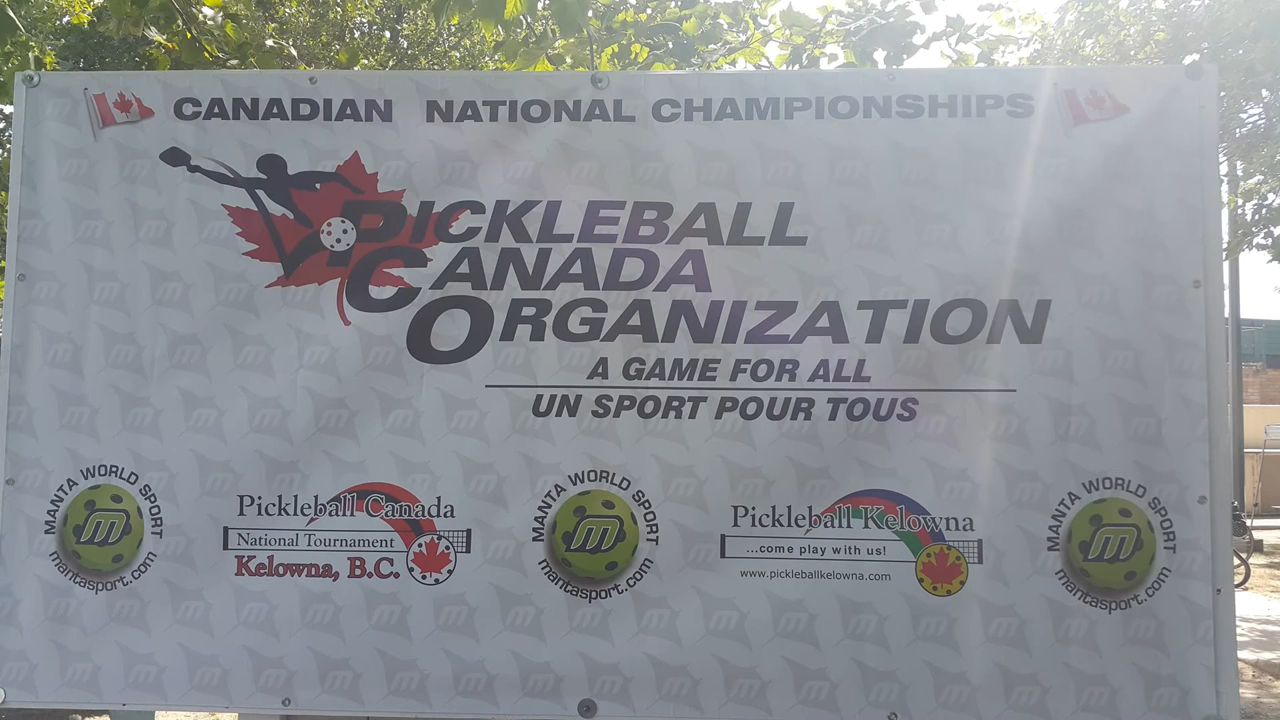 CANADIAN NATIONAL CHAMPIONSHIPS
PICKLEBALL
CANADA
ORGANIZATION
A GAME FOR ALL
UN SPORT POUR TOUS
MANTA WORLD SPORT
mantasport.com
Pickleball Canada
National Tournament
Kelowna, B.C.
MANTA WORLD SPORT
mantasport.com
Pickleball Kelowna
...come play with us!
www.pickleballkelowna.com
MANTA WORLD SPORT
mantasport.com